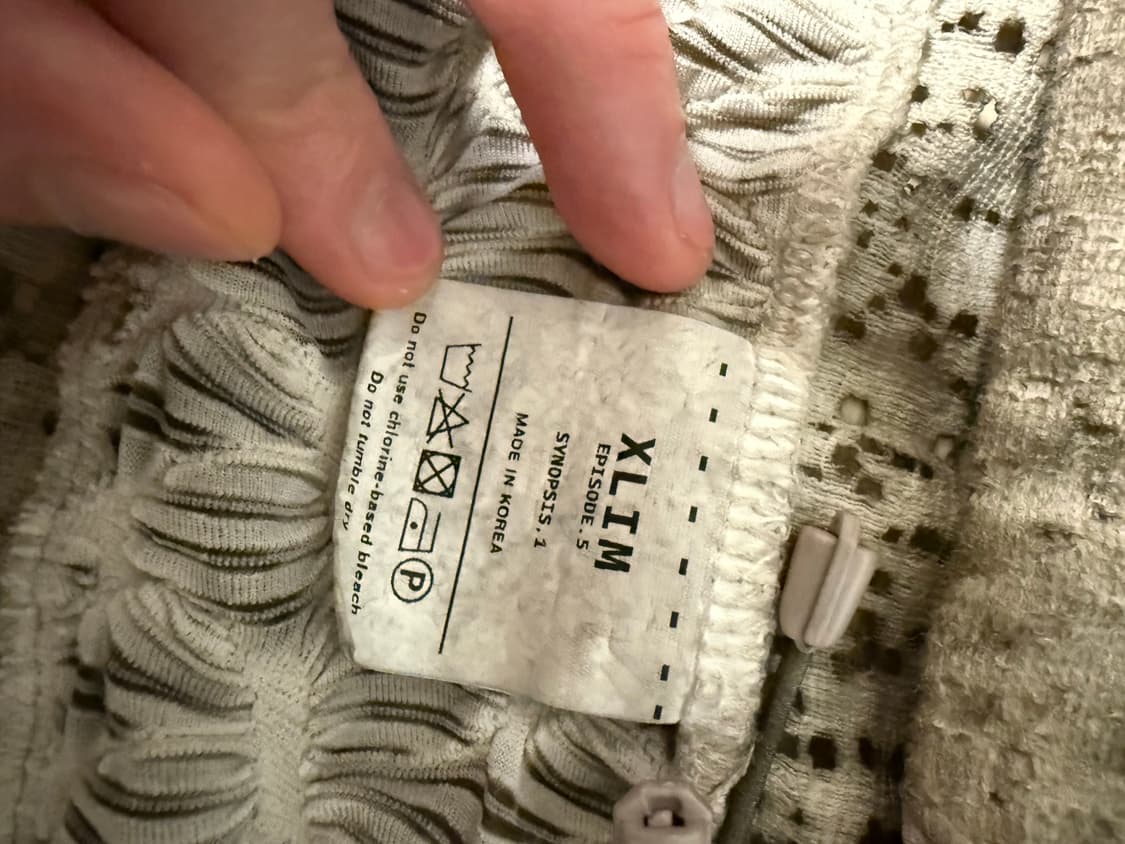 XLIM
EPISODE.5
SYNOPSIS.1
MADE IN KOREA
P
Do not use chlorine-based bleach
Do not tumble dry